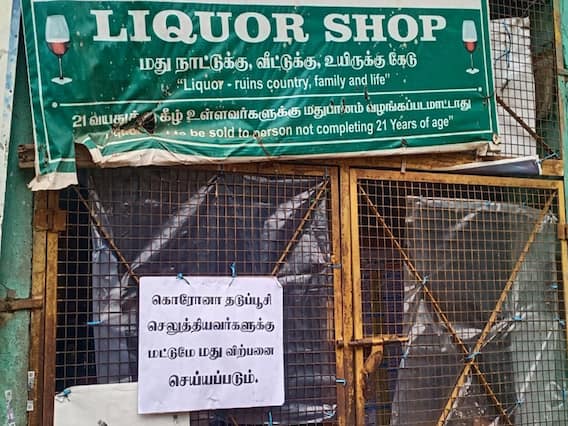 LIQUOR SHOP
மது நாட்டுக்கு, வீட்டுக்கு, உயிருக்கு கேடு
“Liquor - ruins country, family and life”
21 கீழ் உள்ளவர்களுக்கு மதுபானம் வழங்கப்படமாட்டாது
to be sold to person not completing 21 Years of age”
கொரோனா தடுப்பூசி
செலுத்தியவர்களுக்கு
மட்டுமே மது விற்பனை
செய்யப்படும்.